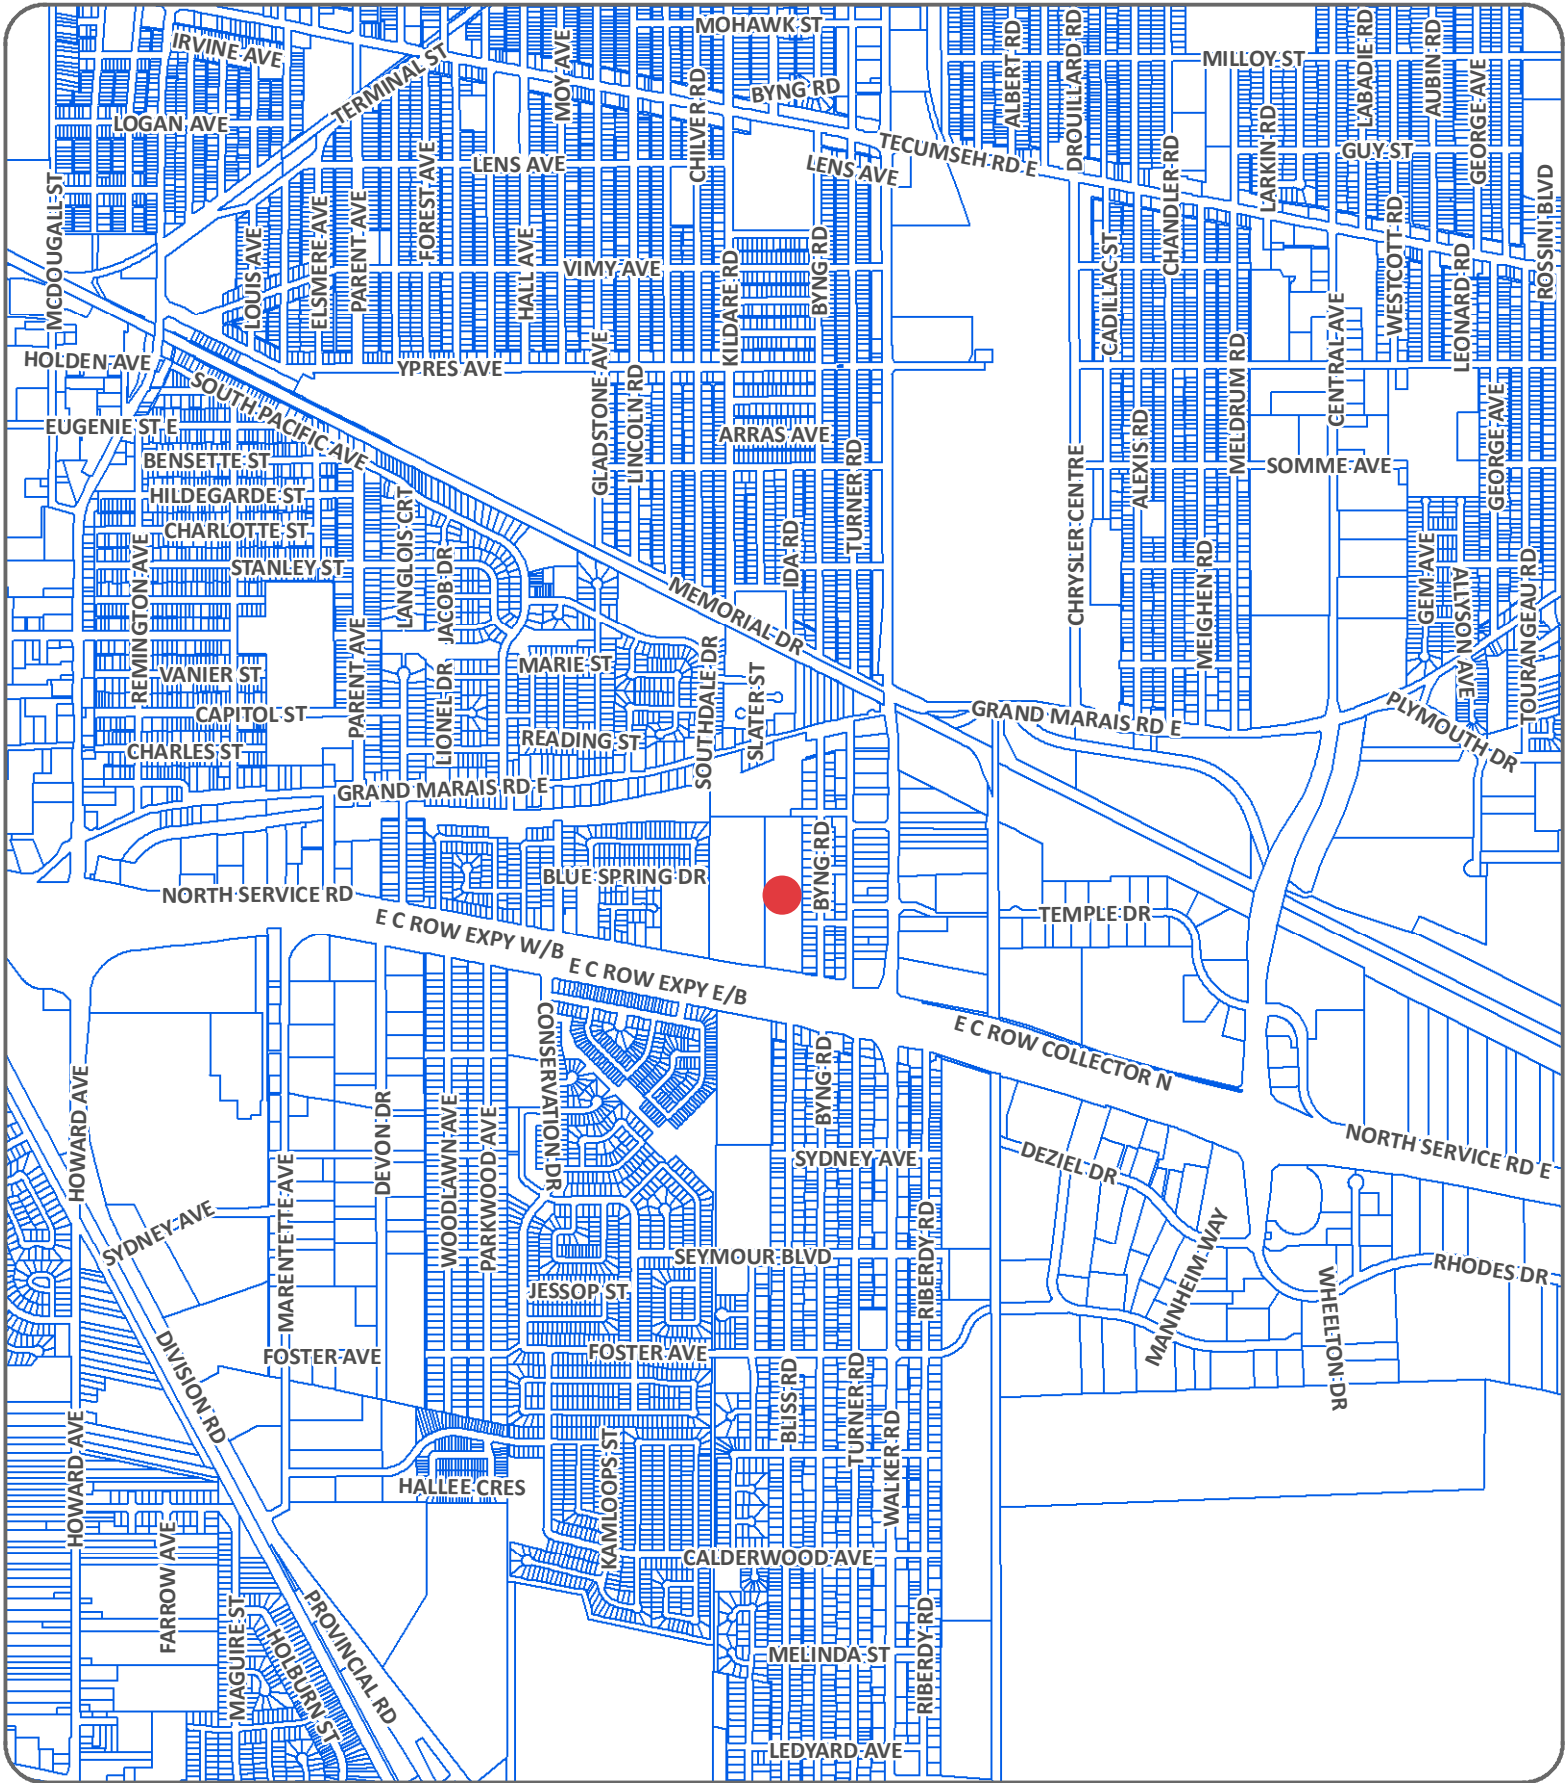 MOHAWK ST
IRVINE AVE
TERMINAL ST
MOY AVE
CHILVER RD
BYNG RD
ALBERT RD
DROUILLARD RD
MILLOY ST
LABADIE RD
AUBIN RD
GEORGE AVE
LOGAN AVE
LENS AVE
LENS AVE
TECUMSEH RD E
GUY ST
LARKIN RD
CHANDLER RD
ROSSINI BLVD
MCDOUGALL ST
LOUIS AVE
ELSMERE AVE
PARENT AVE
FOREST AVE
HALL AVE
VIMY AVE
KILDARE RD
BYNG RD
CADILLAC ST
WESTCOTT RD
LEONARD RD
CENTRAL AVE
MELDRUM RD
HOLDEN AVE
YPRES AVE
GLADSTONE AVE
LINCOLN RD
SOUTH PACIFIC AVE
EUGENIE ST E
ARRAS AVE
TURNER RD
CHRYSLER CENTRE
ALEXIS RD
SOMME AVE
GEORGE AVE
BENSETTE ST
HILDEGARDE ST
CHARLOTTE ST
STANLEY ST
REMINGTON AVE
LANGLOIS CRT
JACOB DR
IDA RD
MEMORIAL DR
MEIGHEN RD
GEM AVE
ALLYSON AVE
TOURANGEAU RD
VANIER ST
PARENT AVE
LIONEL DR
MARIE ST
SOUTHDALE DR
SLATER ST
CAPITOL ST
CHARLES ST
READING ST
GRAND MARAIS RD E
PLYMOUTH DR
GRAND MARAIS RD E
BYNG RD
BLUE SPRING DR
NORTH SERVICE RD
TEMPLE DR
E C ROW EXPY W/B
E C ROW EXPY E/B
E C ROW COLLECTOR N
CONSERVATION DR
BYNG RD
HOWARD AVE
DEVON DR
WOODLAWN AVE
PARKWOOD AVE
NORTH SERVICE RD E
SYDNEY AVE
DEZIEL DR
MARENTETTE AVE
SYDNEY AVE
RIBERDY RD
MANNHEIM WAY
SEYMOUR BLVD
RHODES DR
JESSOP ST
WHEELTON DR
DIVISION RD
FOSTER AVE
FOSTER AVE
BLISS RD
TURNER RD
WALKER RD
HOWARD AVE
KAMLOOPS ST
HALLEE CRES
FARROW AVE
CALDERWOOD AVE
MAGUIRE ST
HOLBURN ST
PROVINCIAL RD
RIBERDY RD
MELINDA ST
LEDYARD AVE